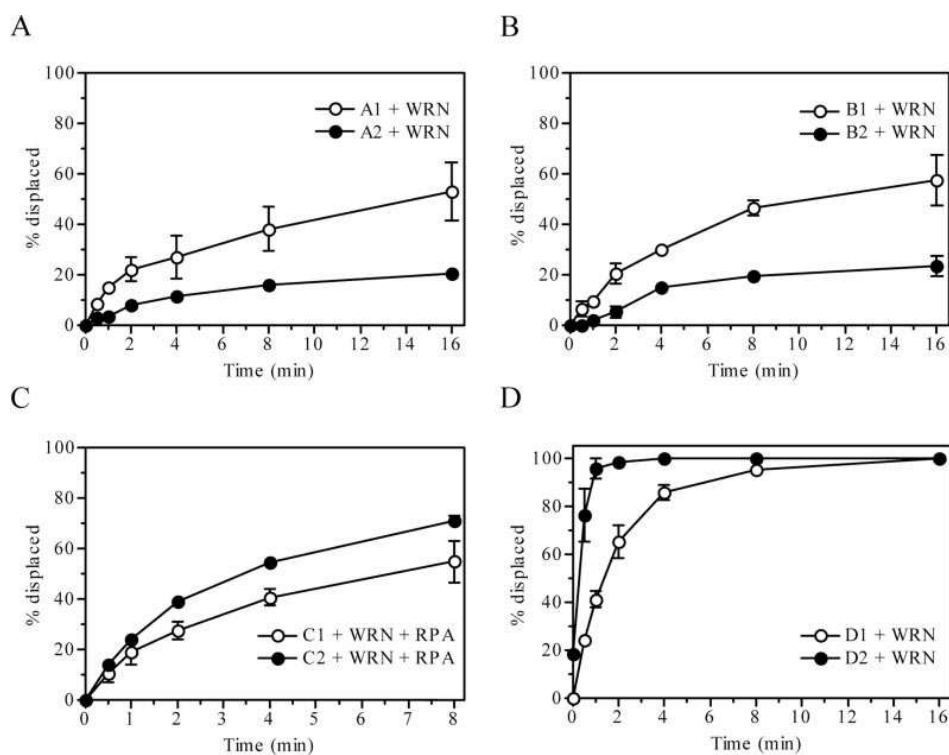 A
100
80
60
40
20
0
% displaced
A1 + WRN
A2 + WRN
0 2 4 6 8 10 12 14 16
Time (min)
B
100
80
60
40
20
0
% displaced
B1 + WRN
B2 + WRN
0 2 4 6 8 10 12 14 16
Time (min)
C
100
80
60
40
20
0
% displaced
C1 + WRN + RPA
C2 + WRN + RPA
0 1 2 3 4 5 6 7 8
Time (min)
D
100
80
60
40
20
0
% displaced
D1 + WRN
D2 + WRN
0 2 4 6 8 10 12 14 16
Time (min)